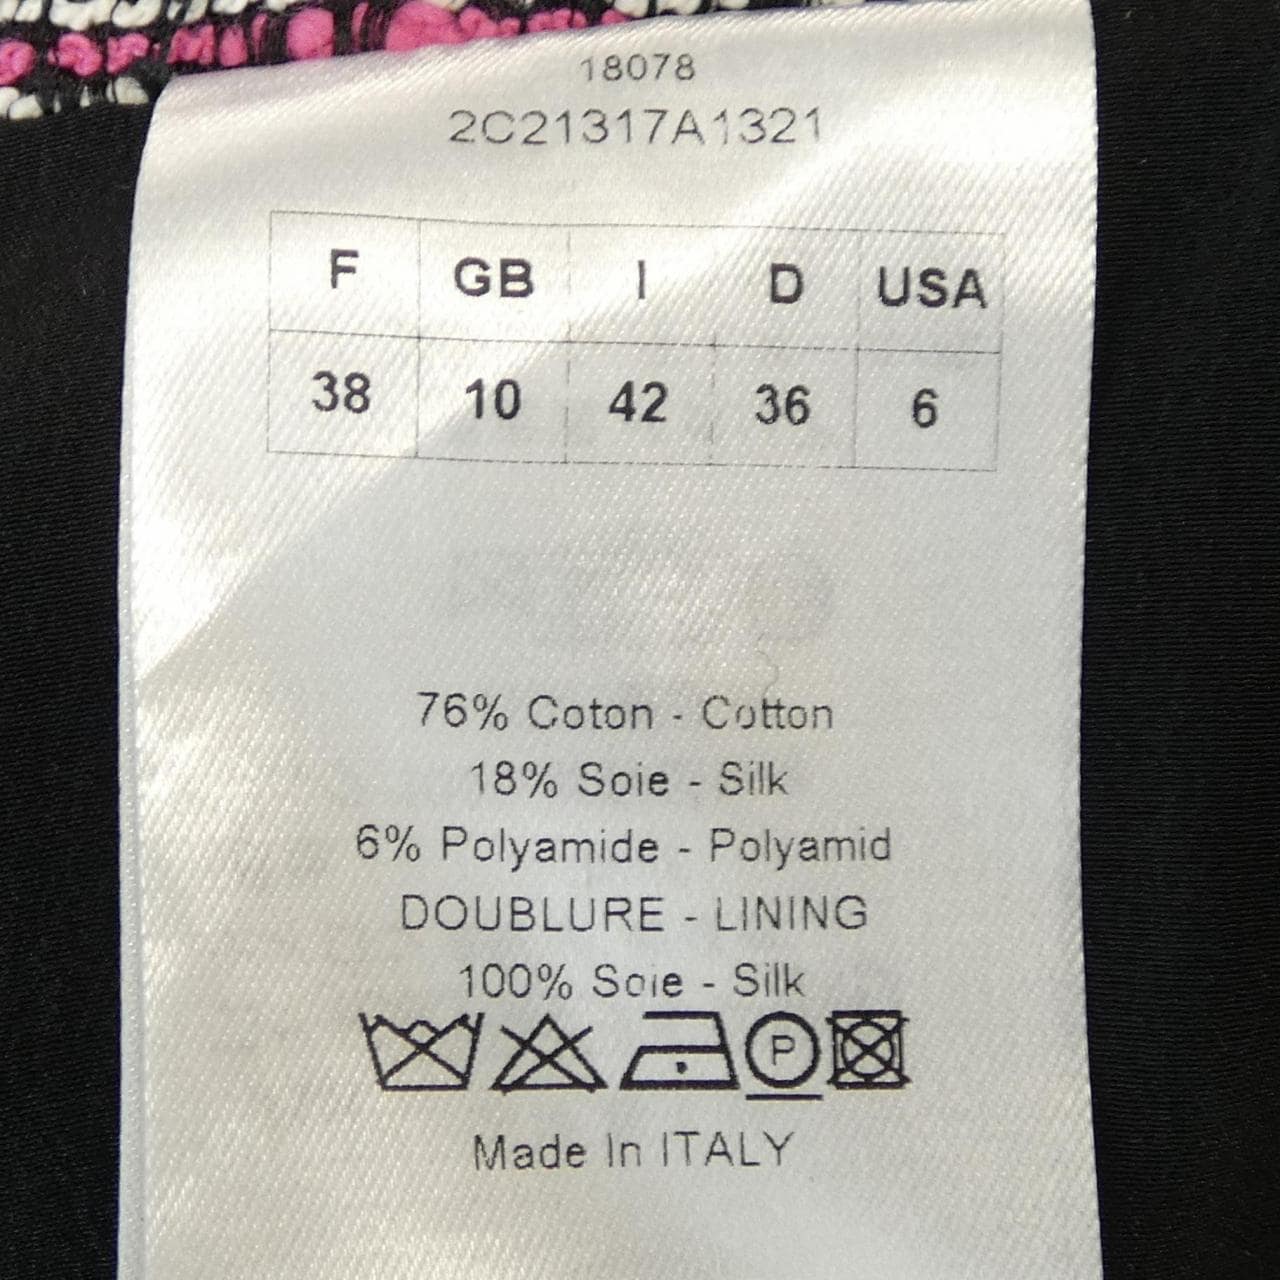 18078
2C21317A1321
F GB I D USA
38 10 42 36 6
76% Coton - Cotton
18% Soie - Silk
6% Polyamide - Polyamid
DOUBLURE - LINING
100% Soie - Silk
P
Made In ITALY